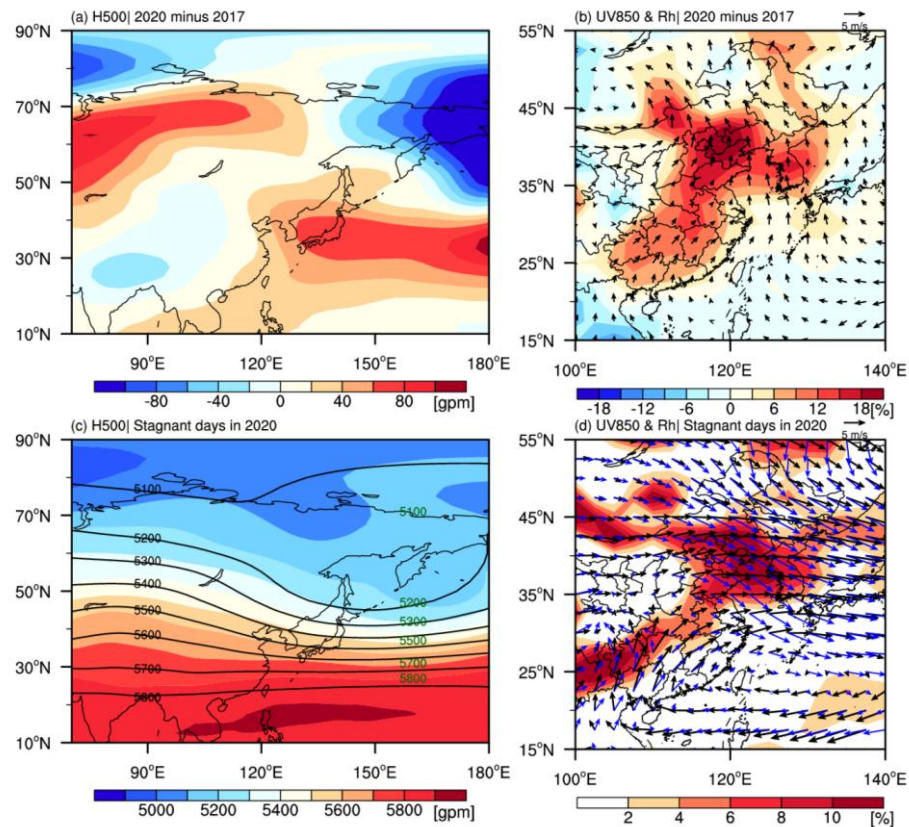 (a) H500| 2020 minus 2017
90°N
70°N
50°N
30°N
10°N
90°E
120°E
150°E
180°E
-80
-40
0
40
80
[gpm]
(b) UV850 & Rh| 2020 minus 2017
5 m/s
55°N
45°N
35°N
25°N
15°N
100°E
120°E
140°E
-18
-12
-6
0
6
12
18[%]
(c) H500| Stagnant days in 2020
90°N
70°N
50°N
30°N
10°N
5100
5200
5300
5400
5500
5600
5700
5800
5100
5200
5300
5500
5700
5800
90°E
120°E
150°E
180°E
5000
5200
5400
5600
5800
[gpm]
(d) UV850 & Rh| Stagnant days in 2020
5 m/s
55°N
45°N
35°N
25°N
15°N
100°E
120°E
140°E
2
4
6
8
10
[%]